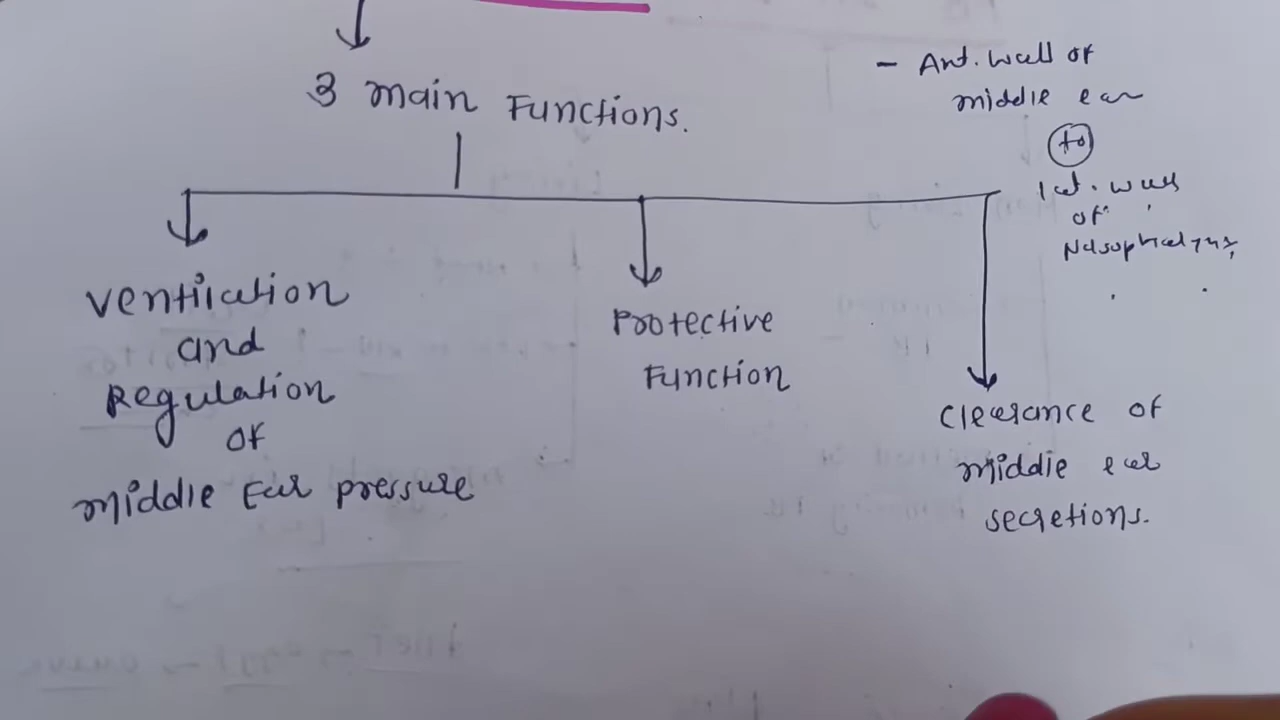 3 main Functions.
- Ant. wall of
middle ear
to
lat. wall
of
Nasopharynx,
Ventilation
and
Regulation
of
middle Ear pressure
Protective
Function
Clearance of
middle ear
secretions.